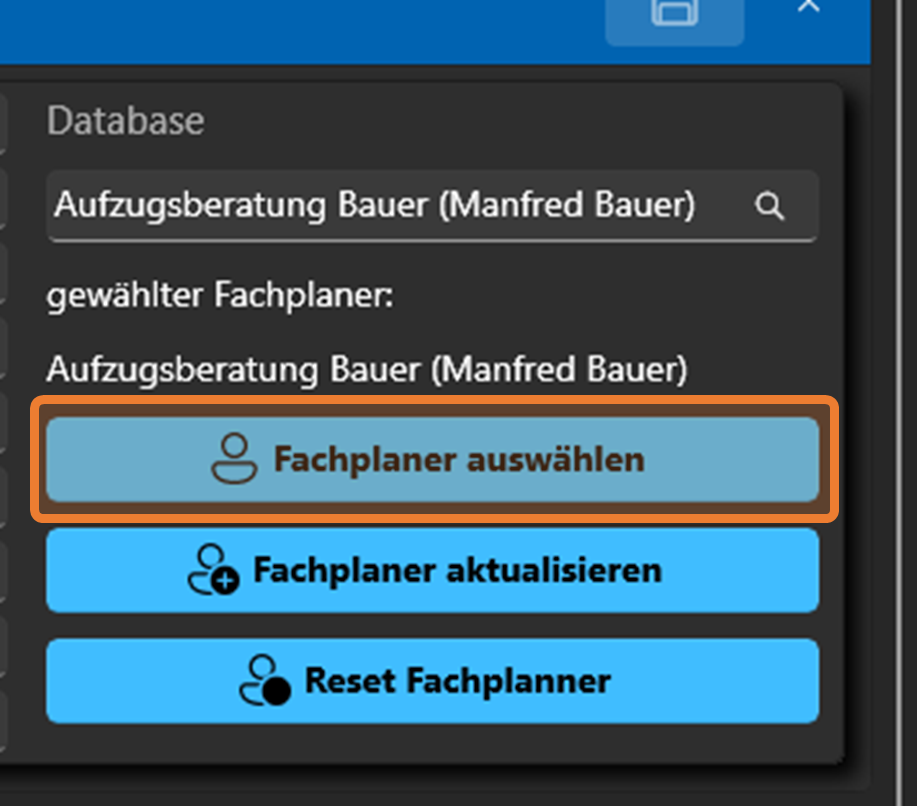 Database
Aufzugsberatung Bauer (Manfred Bauer)
gewählter Fachplaner:
Aufzugsberatung Bauer (Manfred Bauer)
Fachplaner auswählen
Fachplaner aktualisieren
Reset Fachplanner